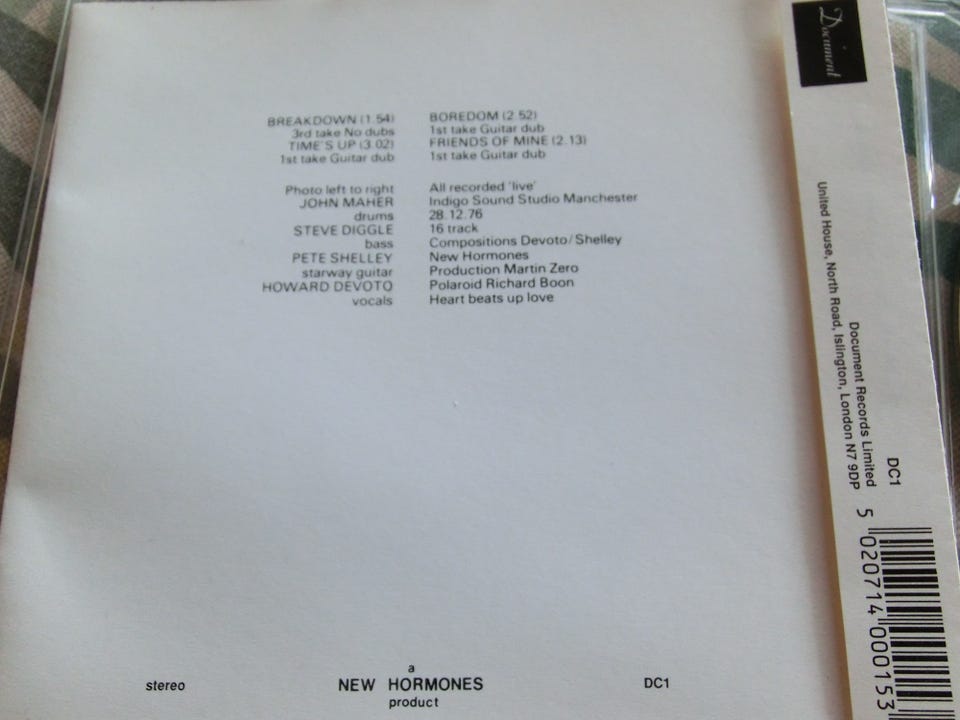 BREAKDOWN (1.54)
3rd take No dubs
TIME'S UP (3.02)
1st take Guitar dub
BOREDOM (2.52)
1st take Guitar dub
FRIENDS OF MINE (2.13)
1st take Guitar dub
Photo left to right
JOHN MAHER
drums
STEVE DIGGLE
bass
PETE SHELLEY
starway guitar
HOWARD DEVOTO
vocals
All recorded 'live'
Indigo Sound Studio Manchester
28.12.76
16 track
Compositions Devoto/Shelley
New Hormones
Production Martin Zero
Polaroid Richard Boon
Heart beats up love
stereo
a
NEW HORMONES
product
DC1
Document
Document Records Limited
United House, North Road, Islington, London N7 9DP
DC1
5 020714 000153